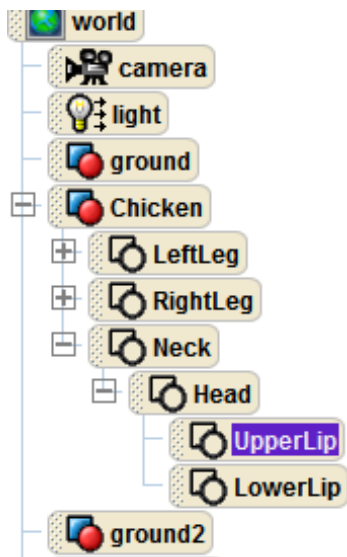 world
camera
light
ground
Chicken
LeftLeg
RightLeg
Neck
Head
UpperLip
LowerLip
ground2